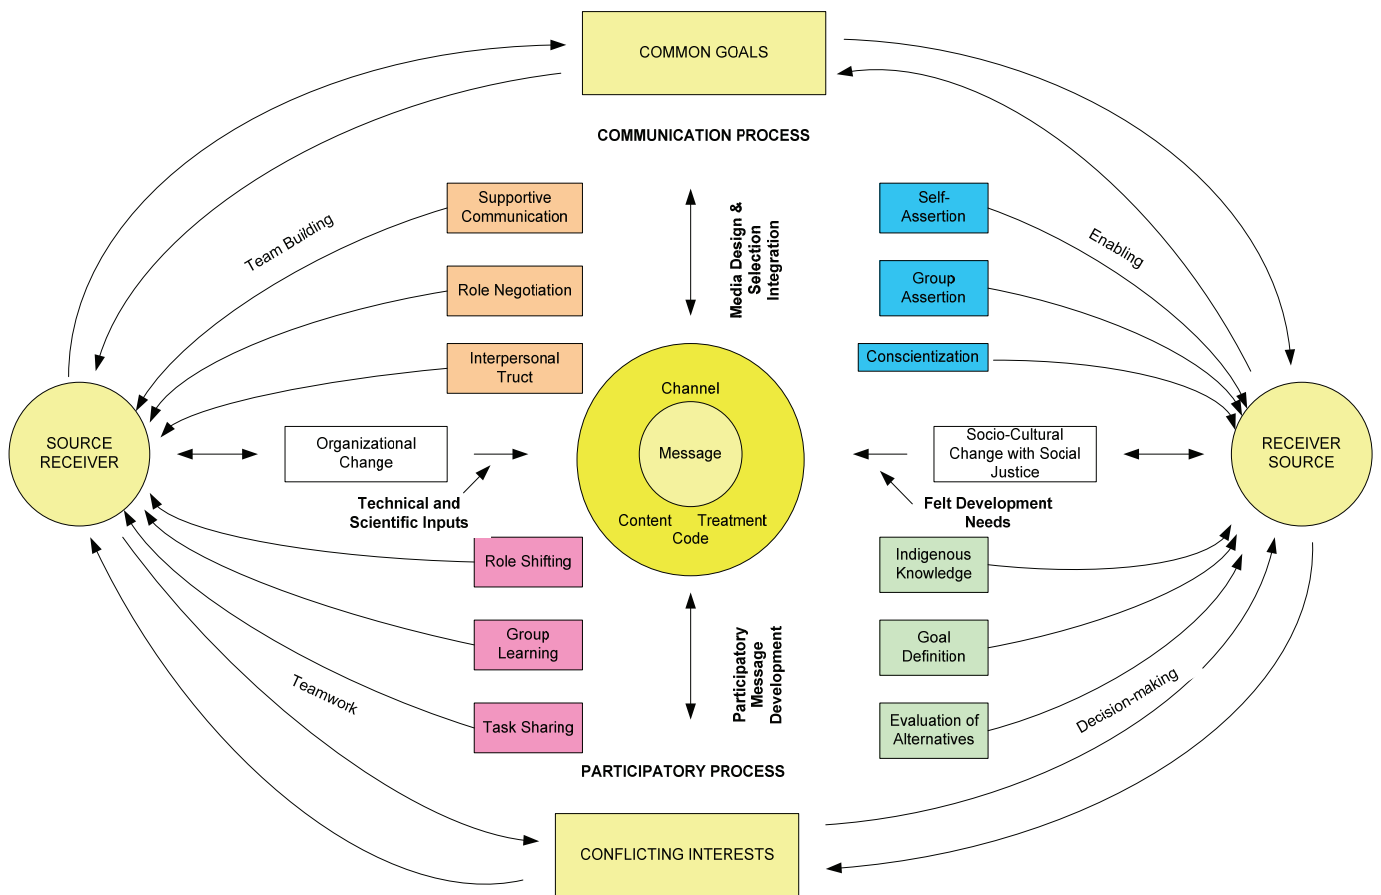 COMMON GOALS
COMMUNICATION PROCESS
Supportive
Communication
Role Negotiation
Interpersonal
Truct
Team Building
Media Design &
Selection
Integration
Self-
Assertion
Group
Assertion
Conscientization
Enabling
SOURCE
RECEIVER
Organizational
Change
Technical and
Scientific Inputs
Channel
Message
Content Treatment
Code
Socio-Cultural
Change with Social
Justice
Felt Development
Needs
RECEIVER
SOURCE
Role Shifting
Group
Learning
Task Sharing
Teamwork
Participatory
Message
Development
Indigenous
Knowledge
Goal
Definition
Evaluation of
Alternatives
Decision-making
PARTICIPATORY PROCESS
CONFLICTING INTERESTS